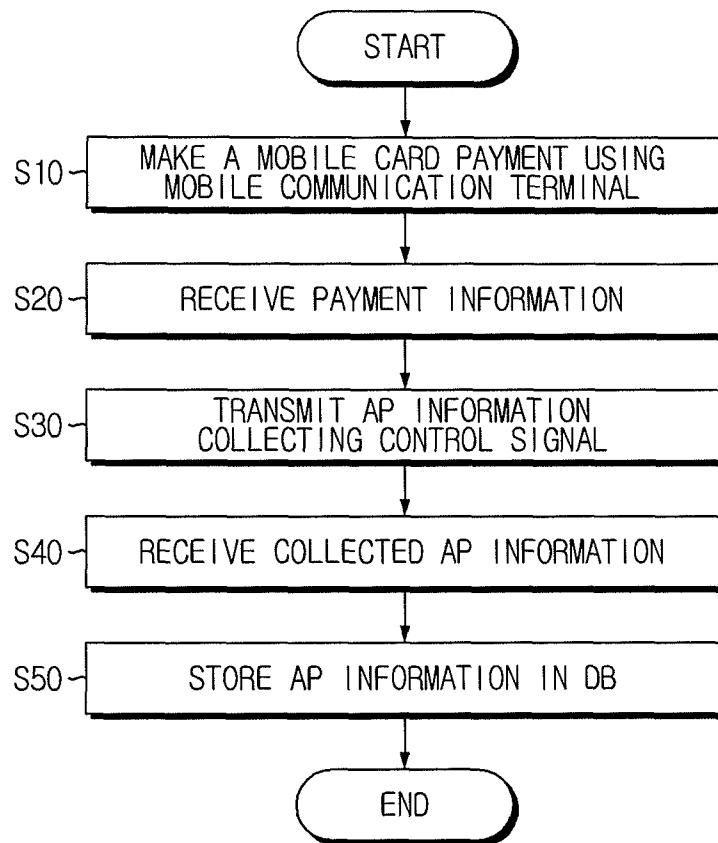 START
S10
MAKE A MOBILE CARD PAYMENT USING
MOBILE COMMUNICATION TERMINAL
S20
RECEIVE PAYMENT INFORMATION
S30
TRANSMIT AP INFORMATION
COLLECTING CONTROL SIGNAL
S40
RECEIVE COLLECTED AP INFORMATION
S50
STORE AP INFORMATION IN DB
END